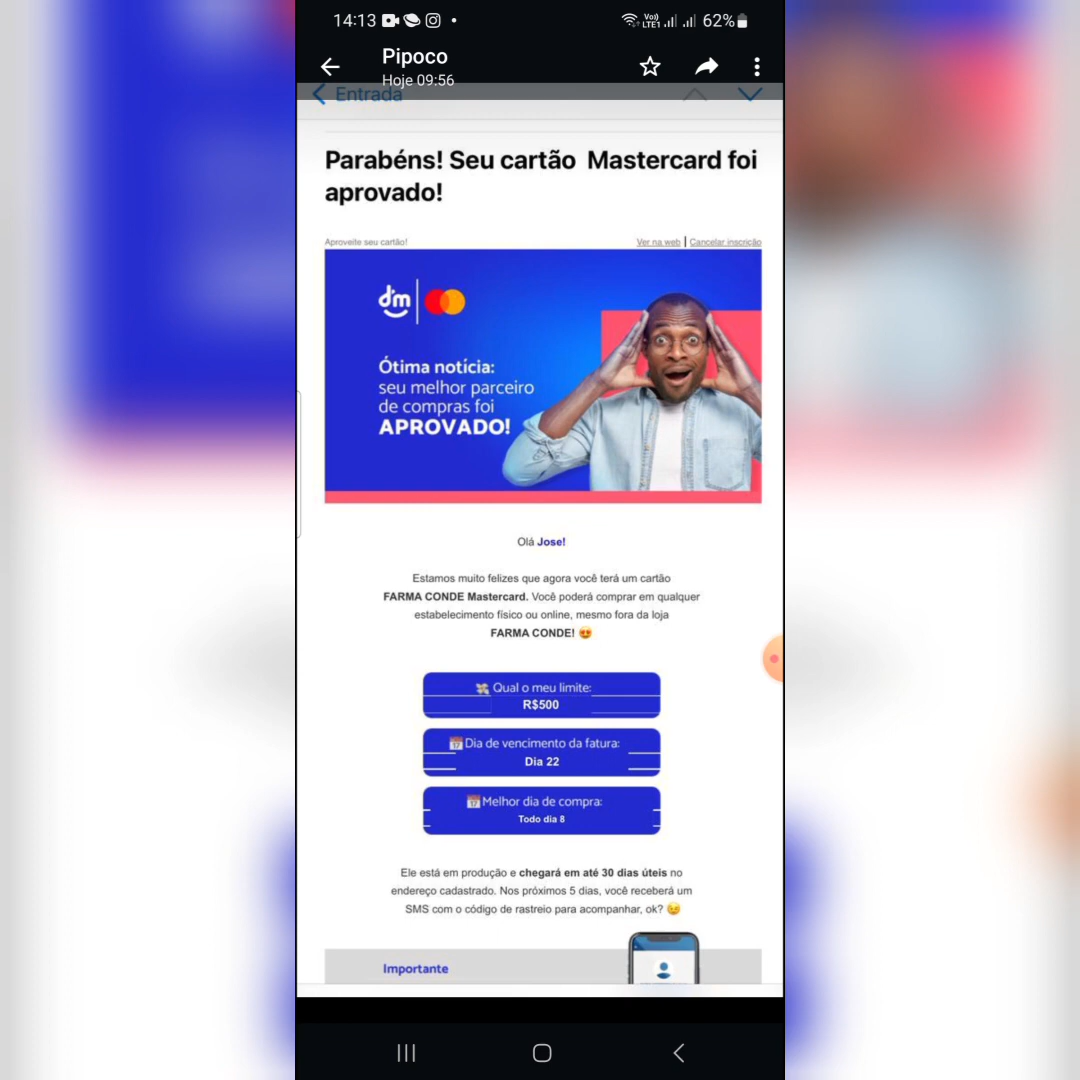 14:13
Vo))
LTE1
62%
Pipoco
Hoje 09:56
Entrada
Parabéns! Seu cartão Mastercard foi
aprovado!
Aproveite seu cartão!
Ver na web | Cancelar inscrição
dm
Ótima notícia:
seu melhor parceiro
de compras foi
APROVADO!
Olá Jose!
Estamos muito felizes que agora você terá um cartão
FARMA CONDE Mastercard. Você poderá comprar em qualquer
estabelecimento físico ou online, mesmo fora da loja
FARMA CONDE! 😍
💸 Qual o meu limite:
R$500
📅 Dia de vencimento da fatura:
Dia 22
📅 Melhor dia de compra:
Todo dia 8
Ele está em produção e chegará em até 30 dias úteis no
endereço cadastrado. Nos próximos 5 dias, você receberá um
SMS com o código de rastreio para acompanhar, ok? 😉
Importante